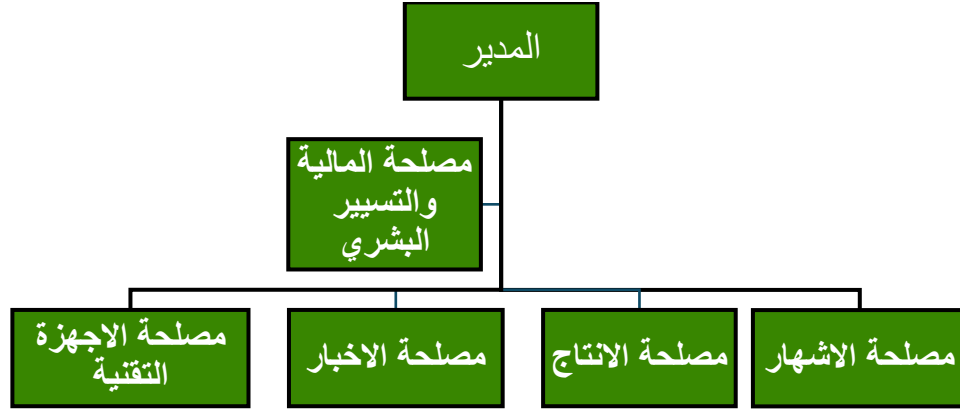 المدير
مصلحة المالية
والتسيير
البشري
مصلحة الاشهار
مصلحة الانتاج
مصلحة الاخبار
مصلحة الاجهزة
التقنية